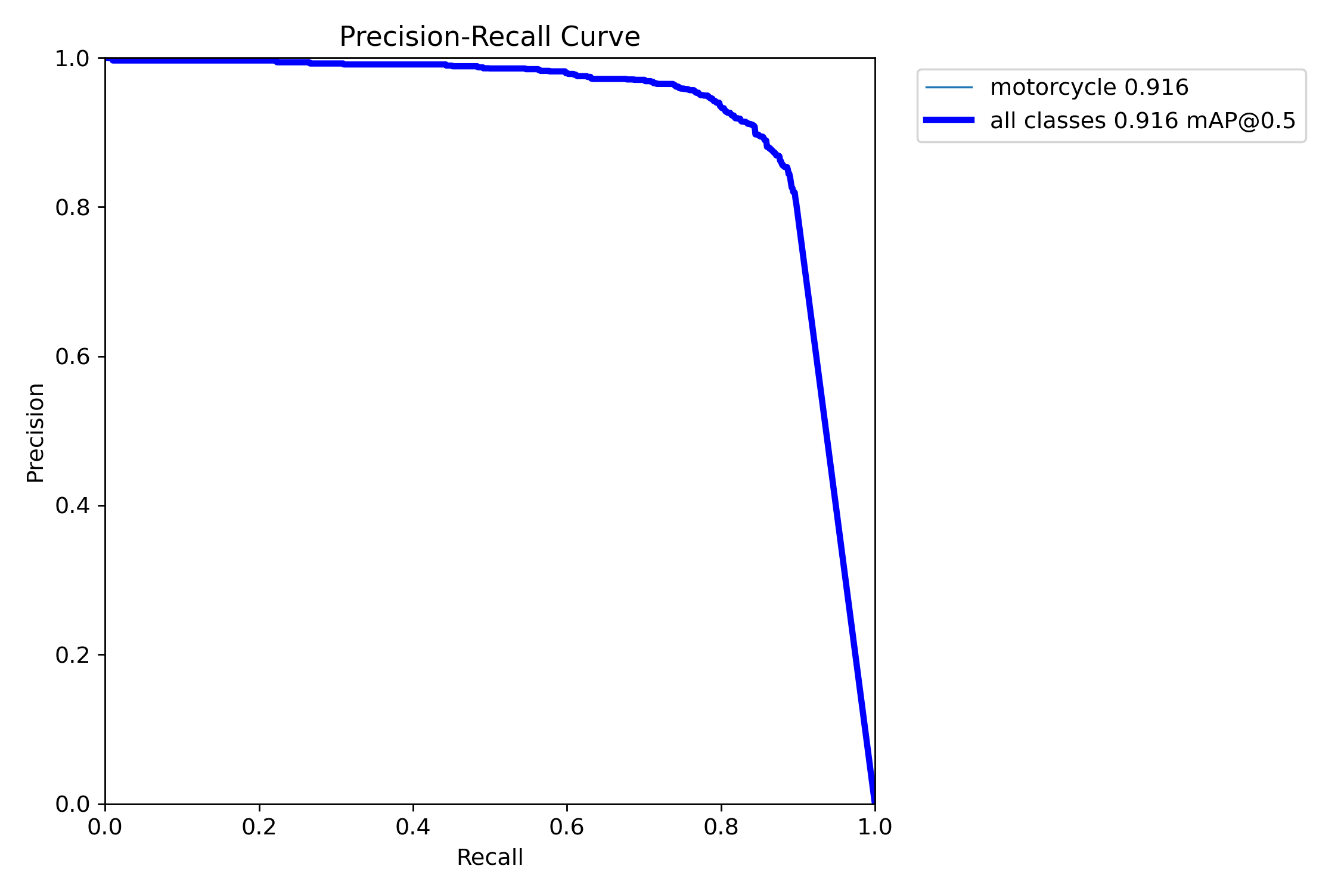 Precision-Recall Curve
motorcycle 0.916
all classes 0.916 mAP@0.5
1.0
0.8
0.6
0.4
0.2
0.0
Precision
0.0 0.2 0.4 0.6 0.8 1.0
Recall